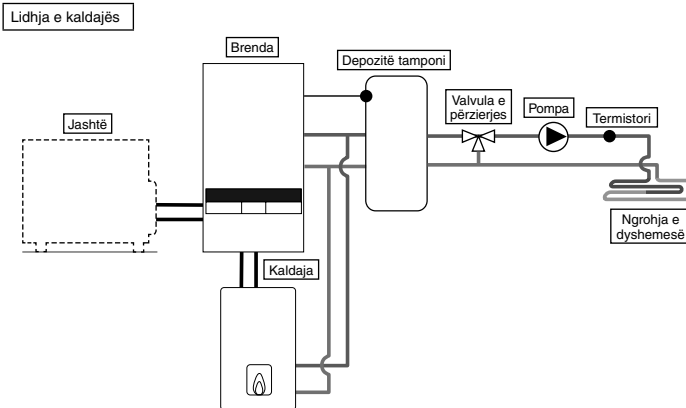 Lidhja e kaldajës
Brenda
Depozitë tamponi
Jashtë
Valvula e
përzierjes
Pompa
Termistori
Ngrohja e
dyshemesë
Kaldaja